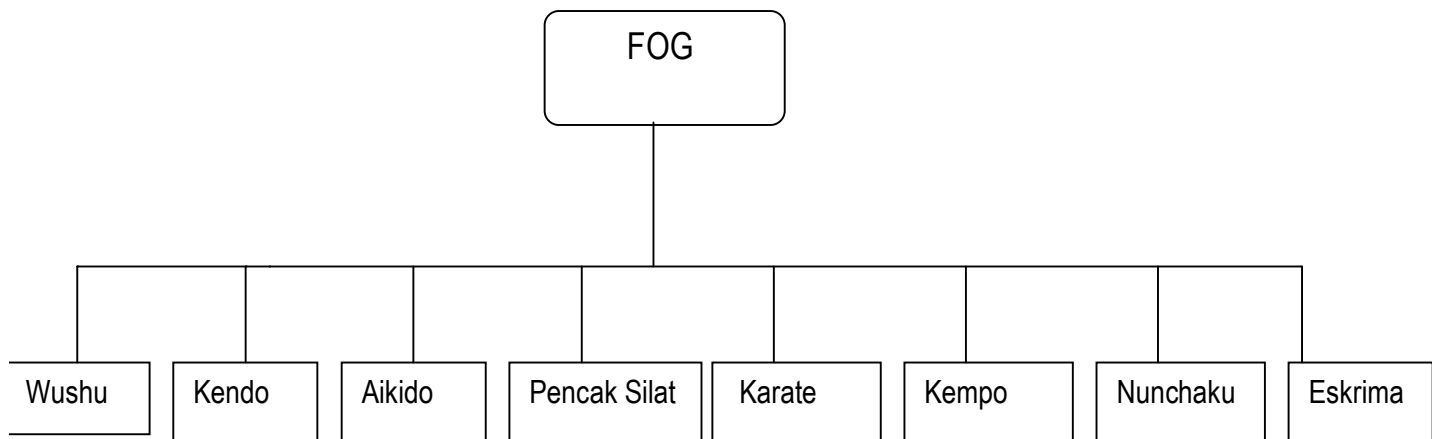 FOG
Wushu
Kendo
Aikido
Pencak Silat
Karate
Kempo
Nunchaku
Eskrima